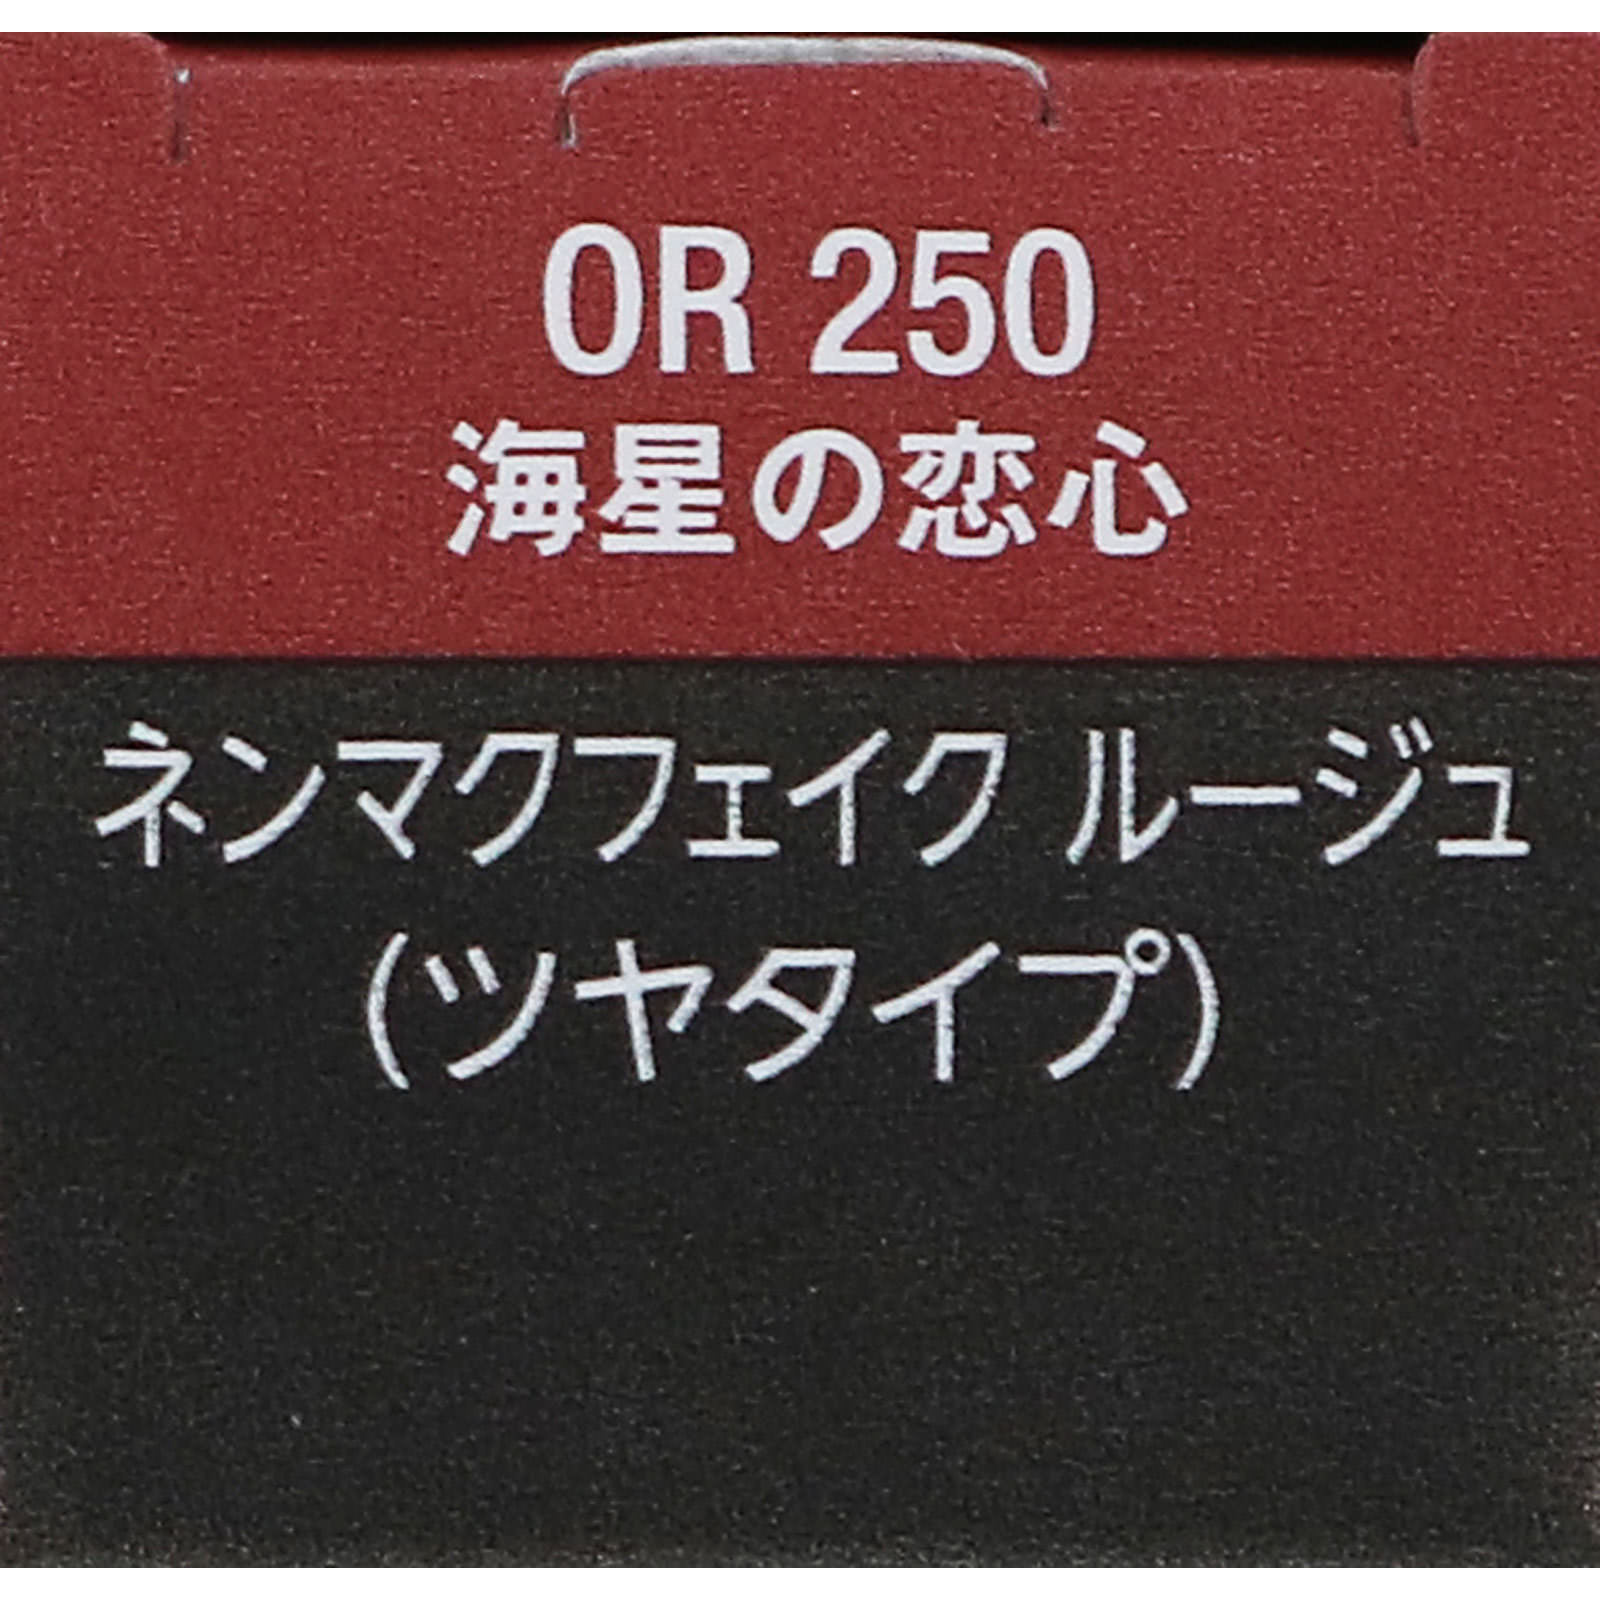 OR 250
海星の恋心
ネンマクフェイク ルージュ
(ツヤタイプ)